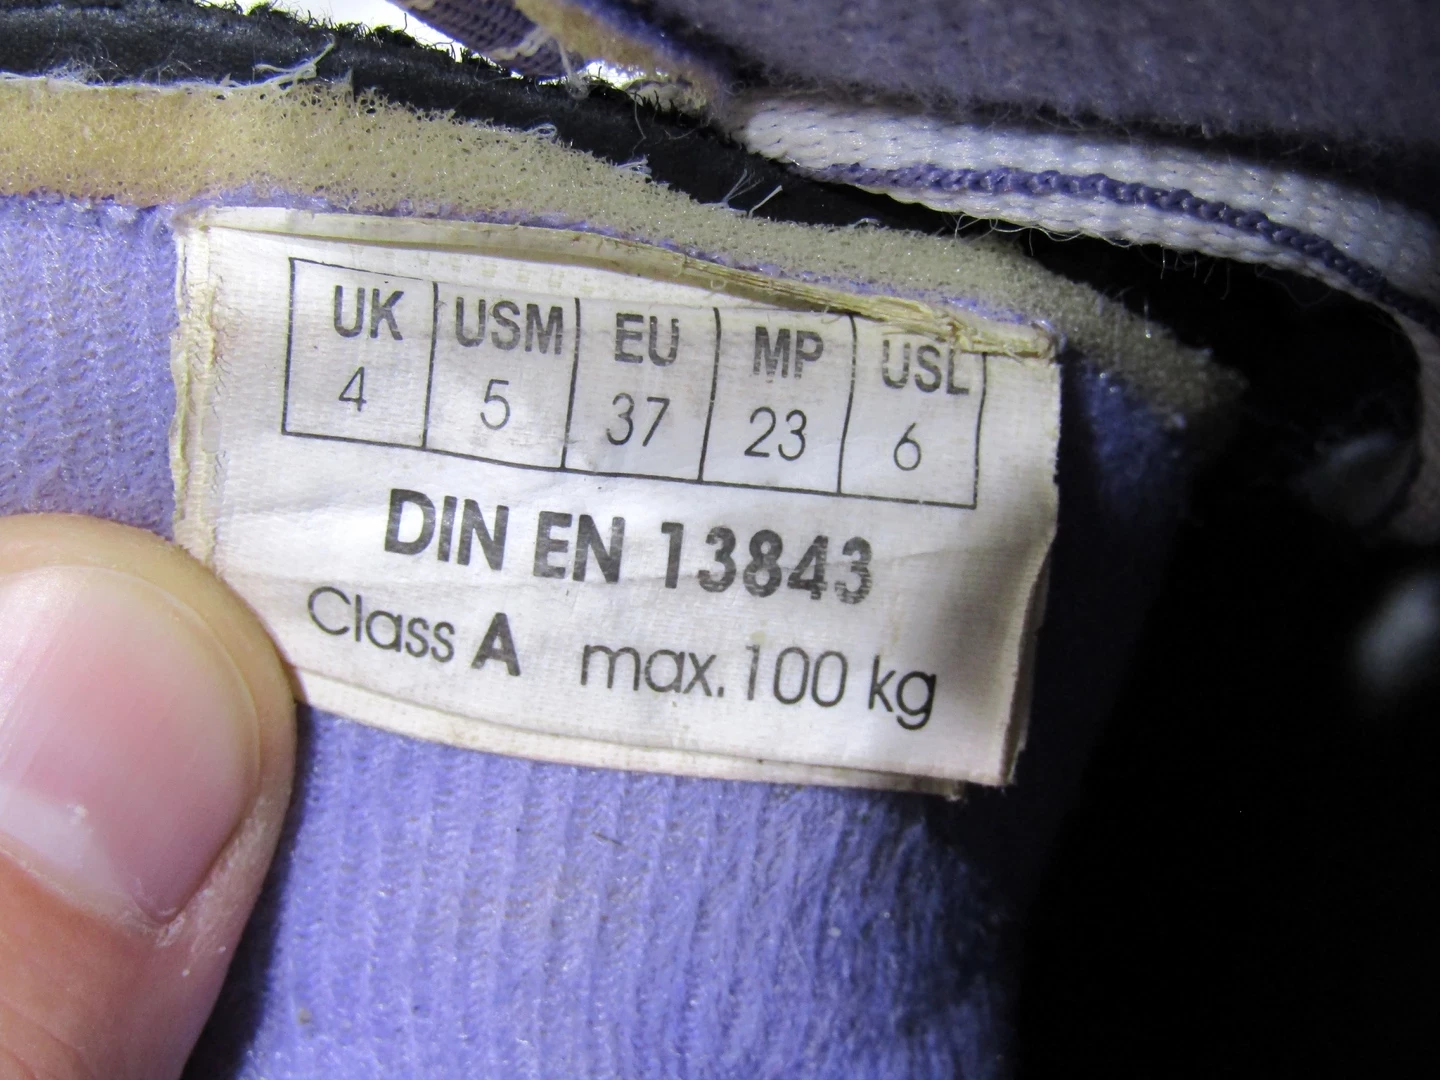 UK USM EU MP USL
4 5 37 23 6
DIN EN 13843
Class A max. 100 kg